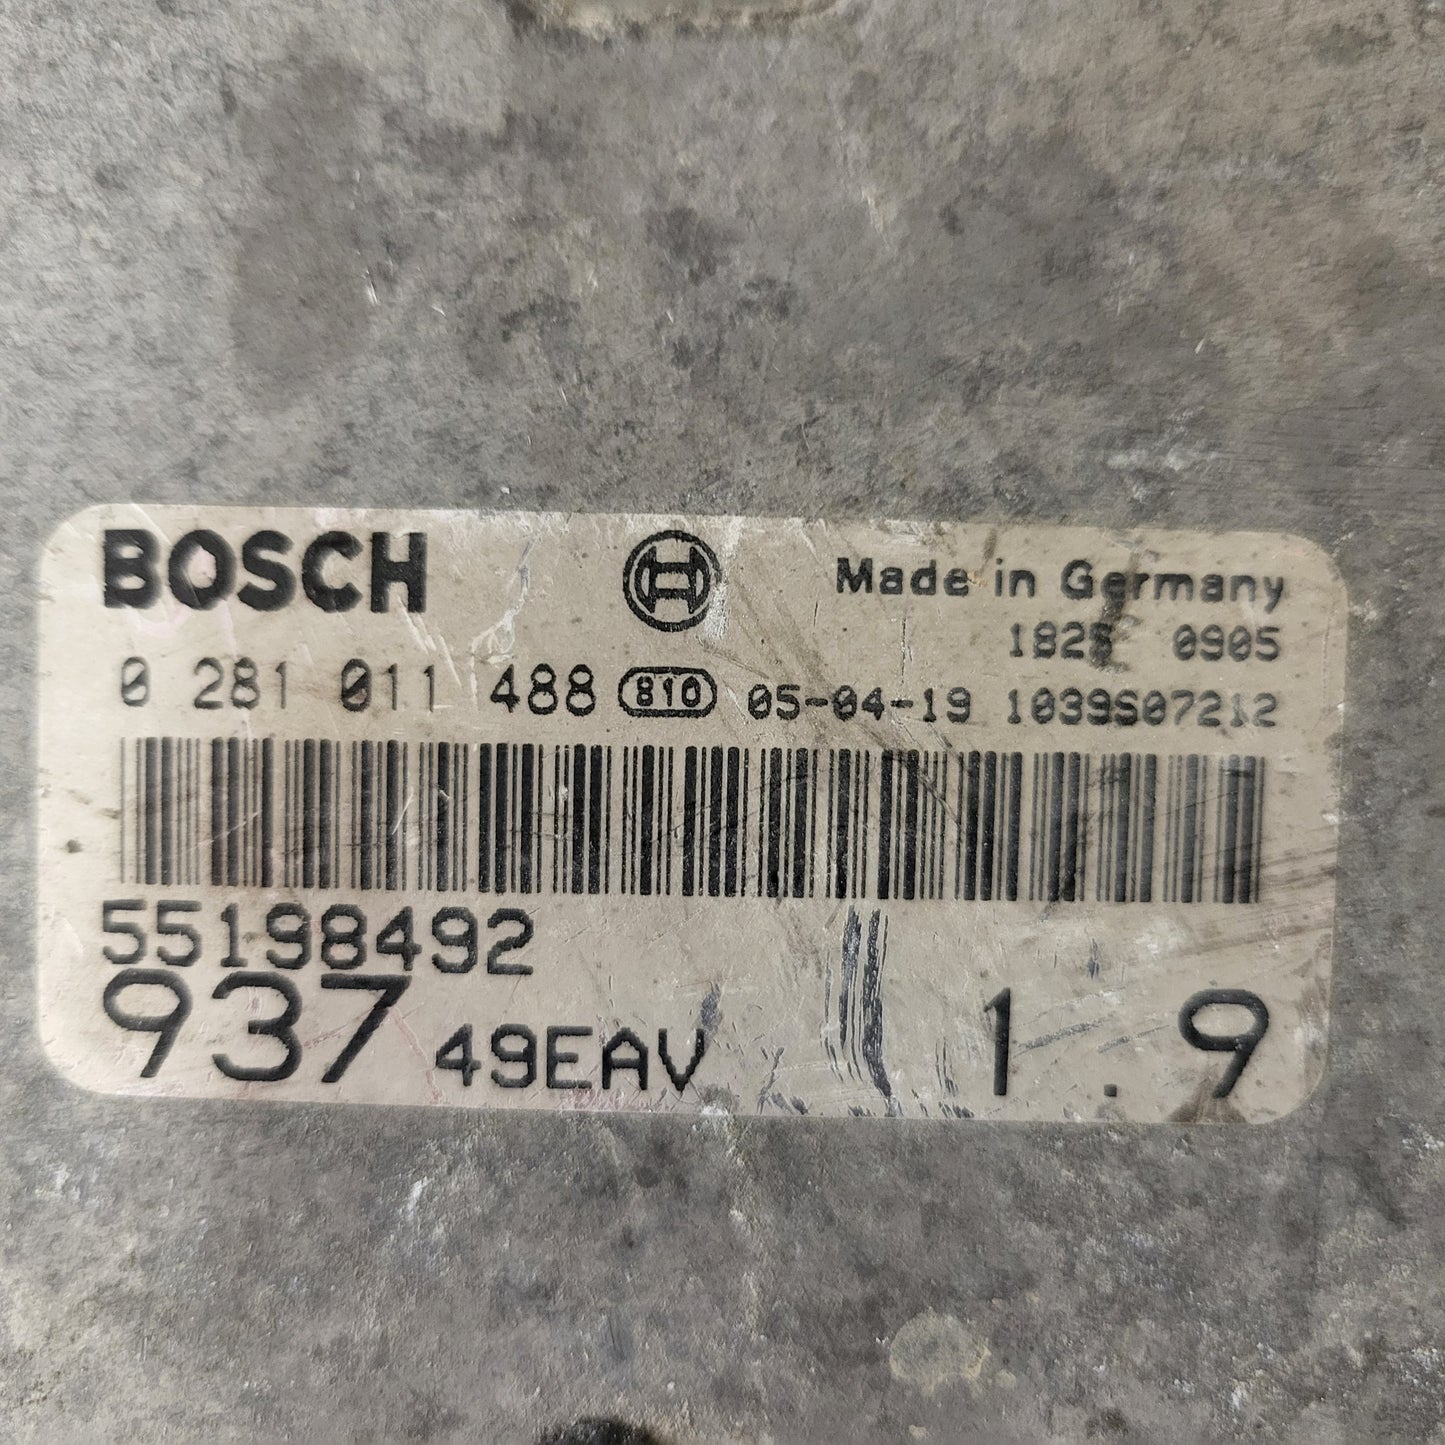 BOSCH Made in Germany
0905
0 281 011 488 810 05-04-19 1039S07212
55198492
937 49EAV 1.9